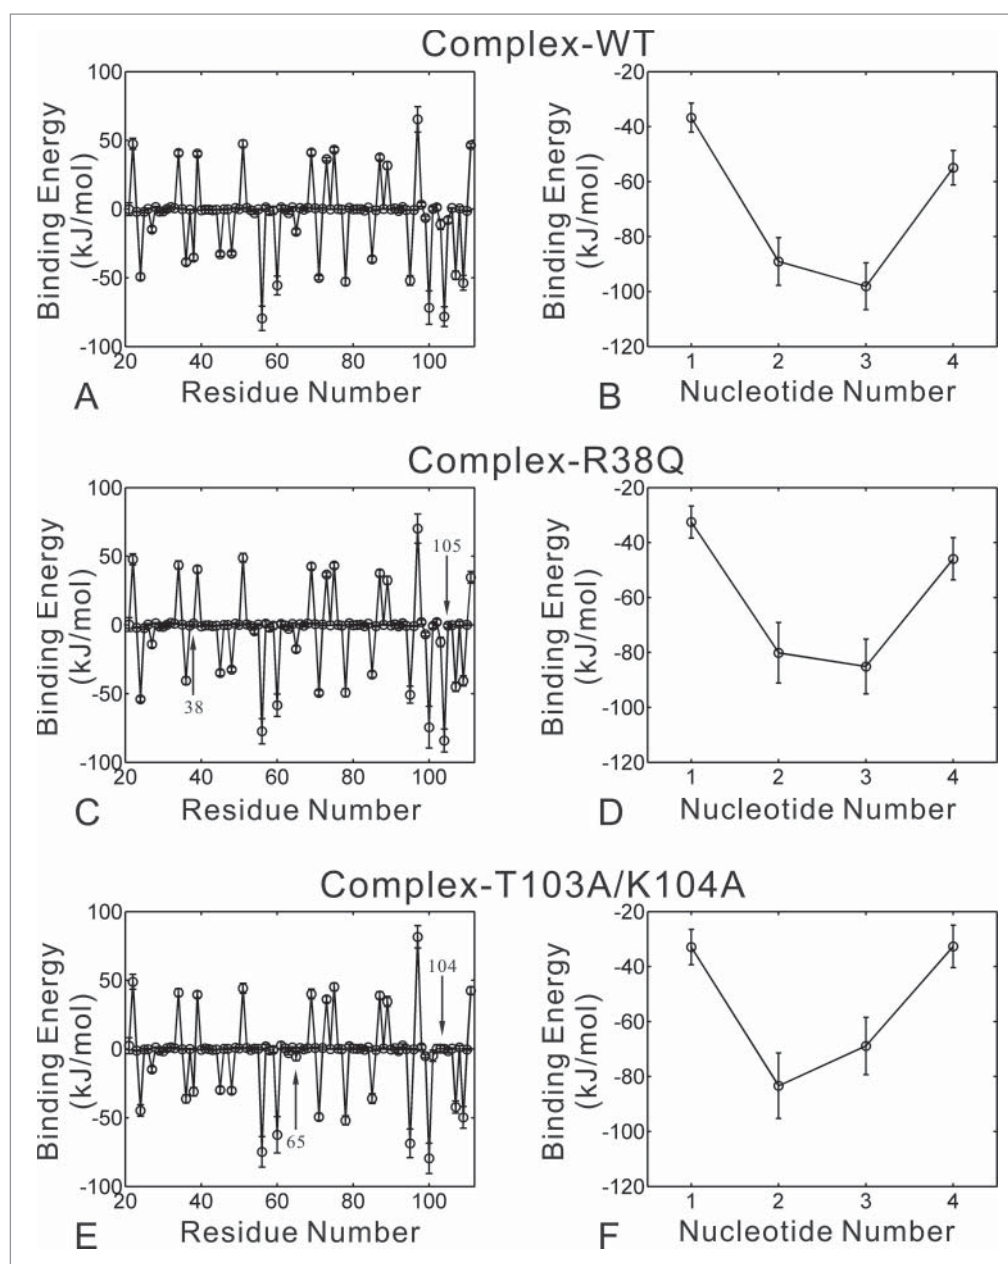 Complex-WT
100
50
0
-50
-100
20 40 60 80 100
Binding Energy
(kJ/mol)
Residue Number
A
-20
-40
-60
-80
-100
-120
1 2 3 4
Binding Energy
(kJ/mol)
Nucleotide Number
B
Complex-R38Q
100
50
0
-50
-100
20 40 60 80 100
Binding Energy
(kJ/mol)
105
38
Residue Number
C
-20
-40
-60
-80
-100
-120
1 2 3 4
Binding Energy
(kJ/mol)
Nucleotide Number
D
Complex-T103A/K104A
100
50
0
-50
-100
20 40 60 80 100
Binding Energy
(kJ/mol)
104
65
Residue Number
E
-20
-40
-60
-80
-100
-120
1 2 3 4
Binding Energy
(kJ/mol)
Nucleotide Number
F